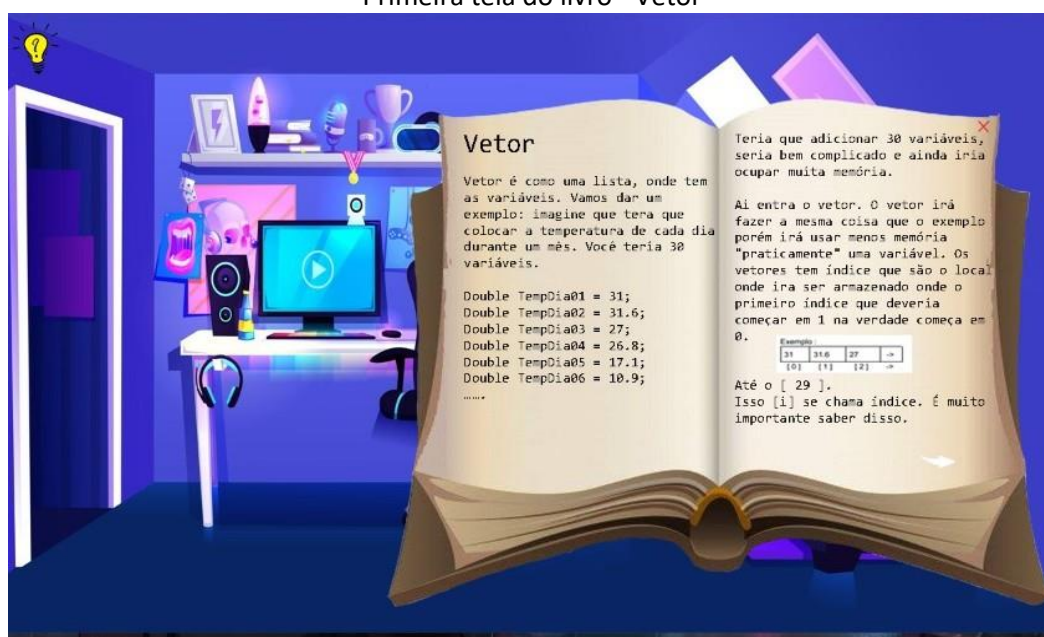 Primeira tela do livro - Vetor
Vetor
Vetor é como uma lista, onde tem
as variáveis. Vamos dar um
exemplo: imagine que tera que
colocar a temperatura de cada dia
durante um mês. Você teria 30
variáveis.
Double TempDia01 = 31;
Double TempDia02 = 31.6;
Double TempDia03 = 27;
Double TempDia04 = 26.8;
Double TempDia05 = 17.1;
Double TempDia06 = 10.9;
…….
Teria que adicionar 30 variáveis,
seria bem complicado e ainda iria
ocupar muita memória.
Ai entra o vetor. O vetor irá
fazer a mesma coisa que o exemplo
porém irá usar menos memória
"praticamente" uma variável. Os
vetores tem índice que são o local
onde ira ser armazenado onde o
primeiro índice que deveria
começar em 1 na verdade começa em
0.
Exemplo :
31 31.6 27 ->
[0] [1] [2] ->
Até o [ 29 ].
Isso [i] se chama índice. É muito
importante saber disso.